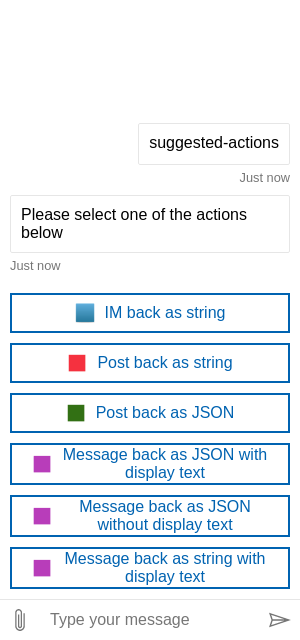 suggested-actions
Just now
Please select one of the actions
below
Just now
IM back as string
Post back as string
Post back as JSON
Message back as JSON with
display text
Message back as JSON
without display text
Message back as string with
display text
Type your message